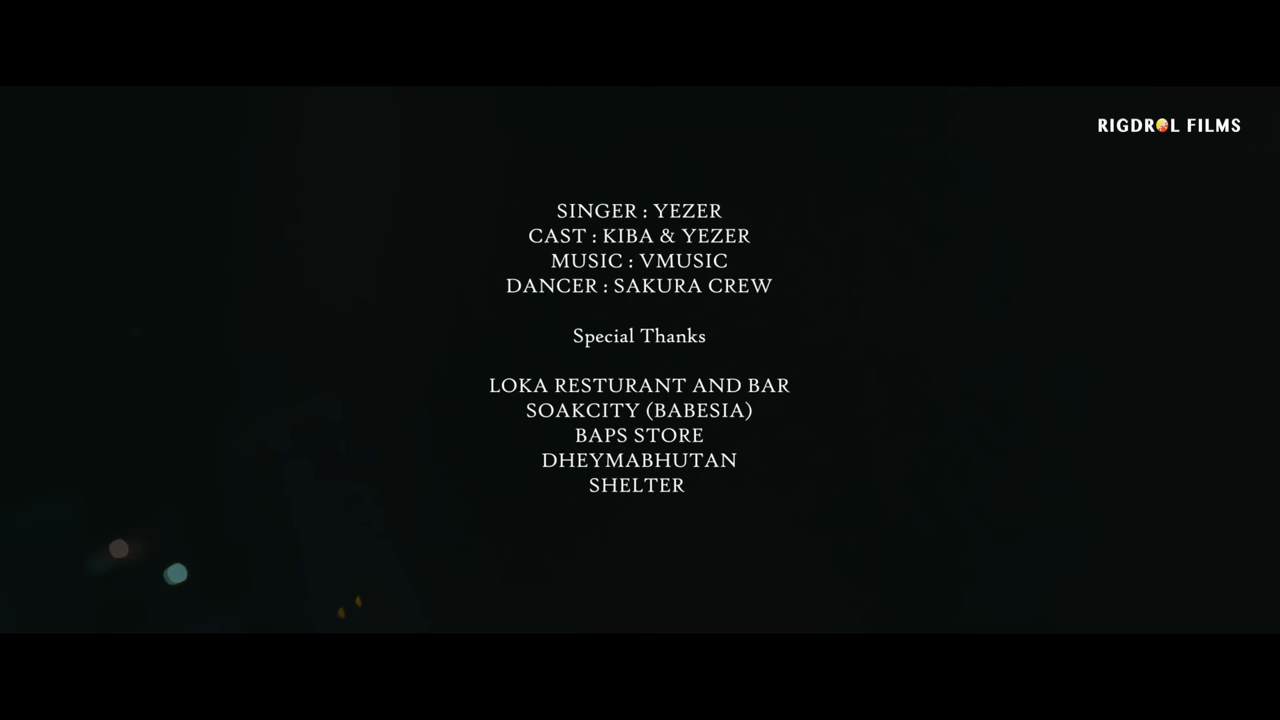 RIGDROL FILMS
SINGER : YEZER
CAST : KIBA & YEZER
MUSIC : VMUSIC
DANCER : SAKURA CREW
Special Thanks
LOKA RESTURANT AND BAR
SOAKCITY (BABESIA)
BAPS STORE
DHEYMABHUTAN
SHELTER